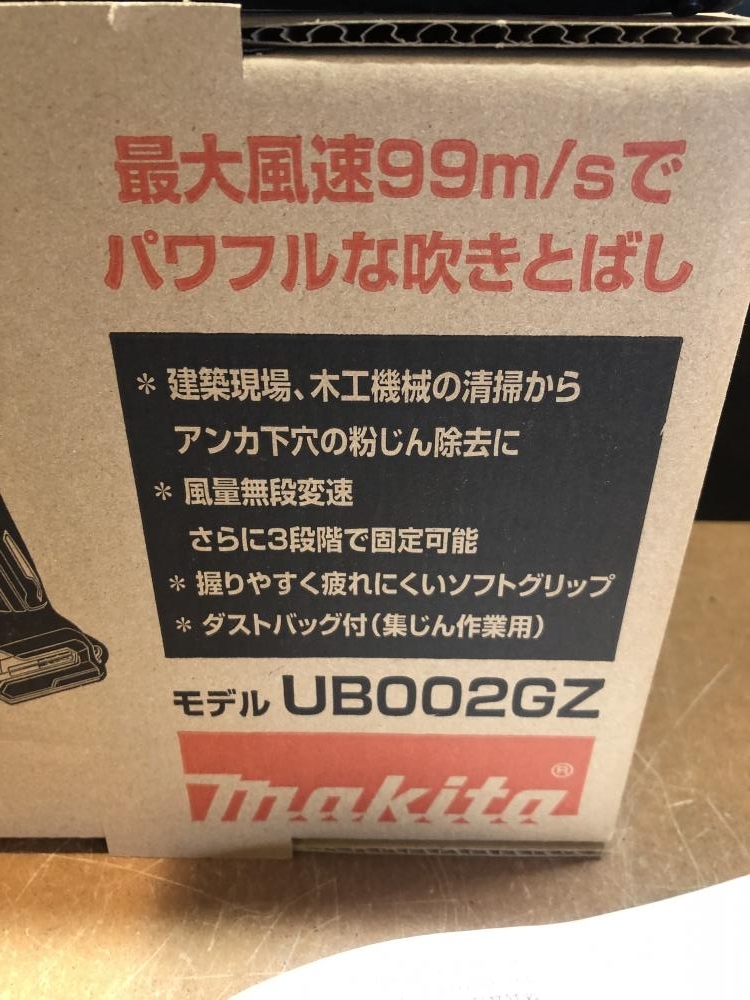 最大風速99m/sで
パワフルな吹きとばし
* 建築現場、木工機械の清掃から
アンカ下穴の粉じん除去に
* 風量無段変速
さらに3段階で固定可能
* 握りやすく疲れにくいソフトグリップ
* ダストバッグ付(集じん作業用)
モデル UB002GZ
makita®